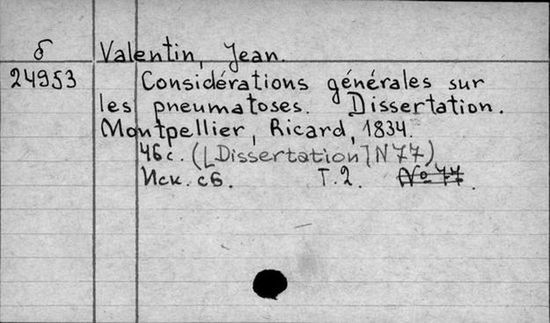 б Valentin, Jean.
24953 Considérations générales sur
les pneumatoses. Dissertation.
Montpellier, Ricard, 1834.
46 с. ([Dissertation] N 77)
Иск. сб. Т. 2. № 77.